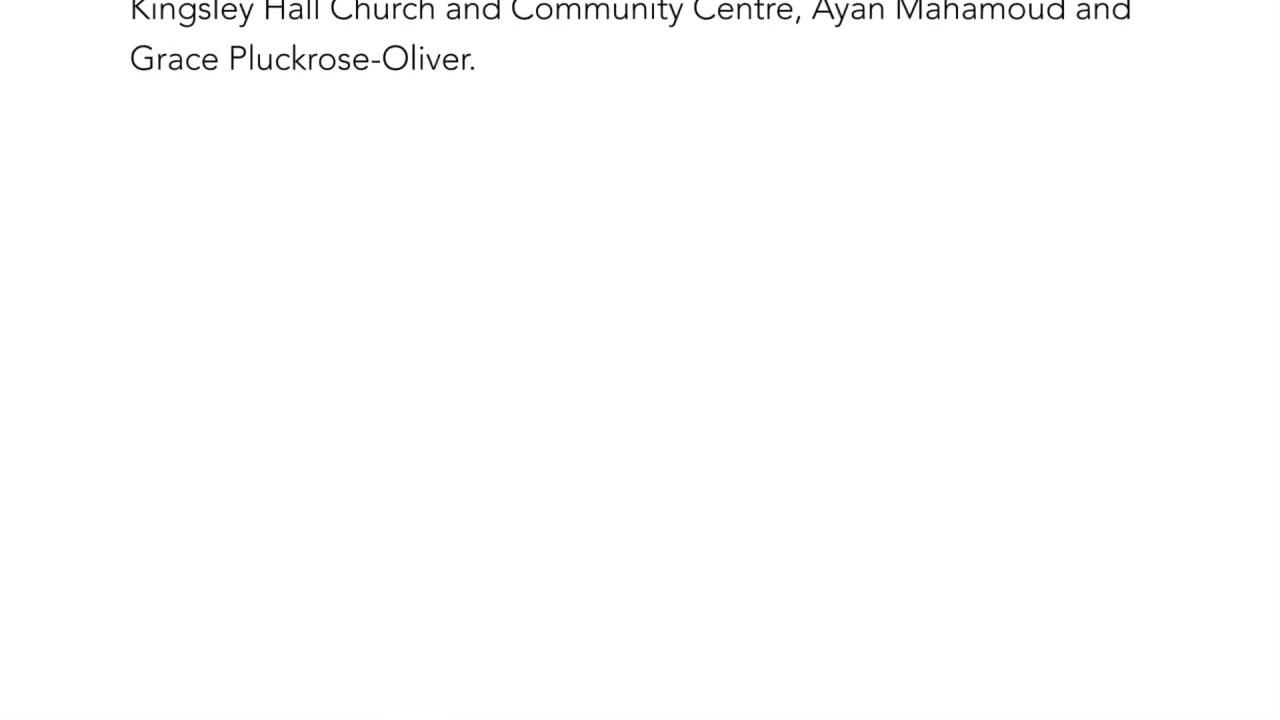 Kingsley Hall Church and Community Centre, Ayan Mahamoud and
Grace Pluckrose-Oliver.